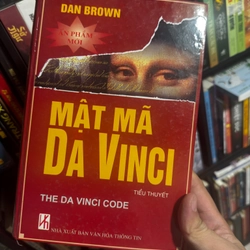 DAN BROWN
ẤN PHẨM
MỚI
MẬT MÃ
DA VINCI
TIỂU THUYẾT
THE DA VINCI CODE
NHÀ XUẤT BẢN VĂN HÓA THÔNG TIN